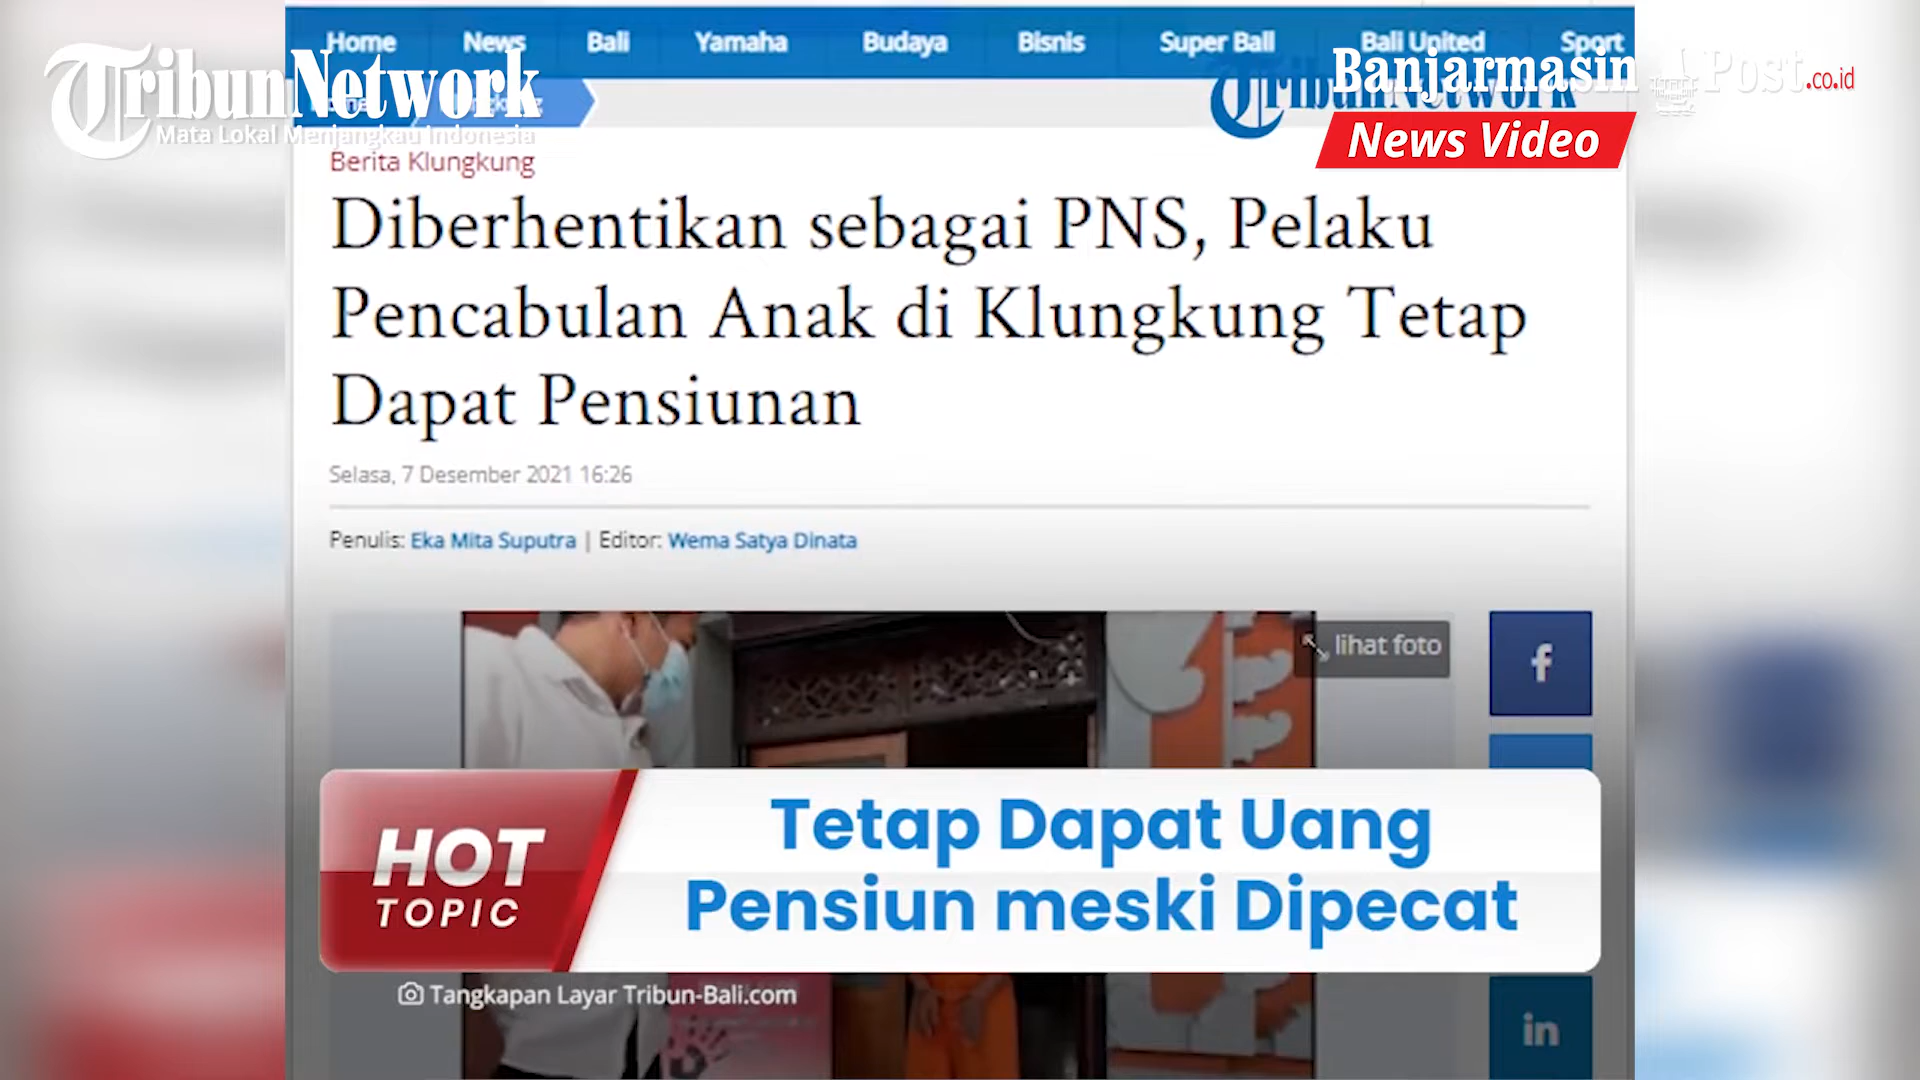 Home News Bali Yamaha Budaya Bisnis Super Ball Bali United Sport
TribunNetwork
Mata Lokal Menjangkau Indonesia
TribunNetwork
Banjarmasin Post.co.id
News Video
Berita Klungkung
Diberhentikan sebagai PNS, Pelaku
Pencabulan Anak di Klungkung Tetap
Dapat Pensiunan
Selasa, 7 Desember 2021 16:26
Penulis: Eka Mita Suputra | Editor: Wema Satya Dinata
lihat foto
f
HOT
TOPIC
Tetap Dapat Uang
Pensiun meski Dipecat
Tangkapan Layar Tribun-Bali.com
in